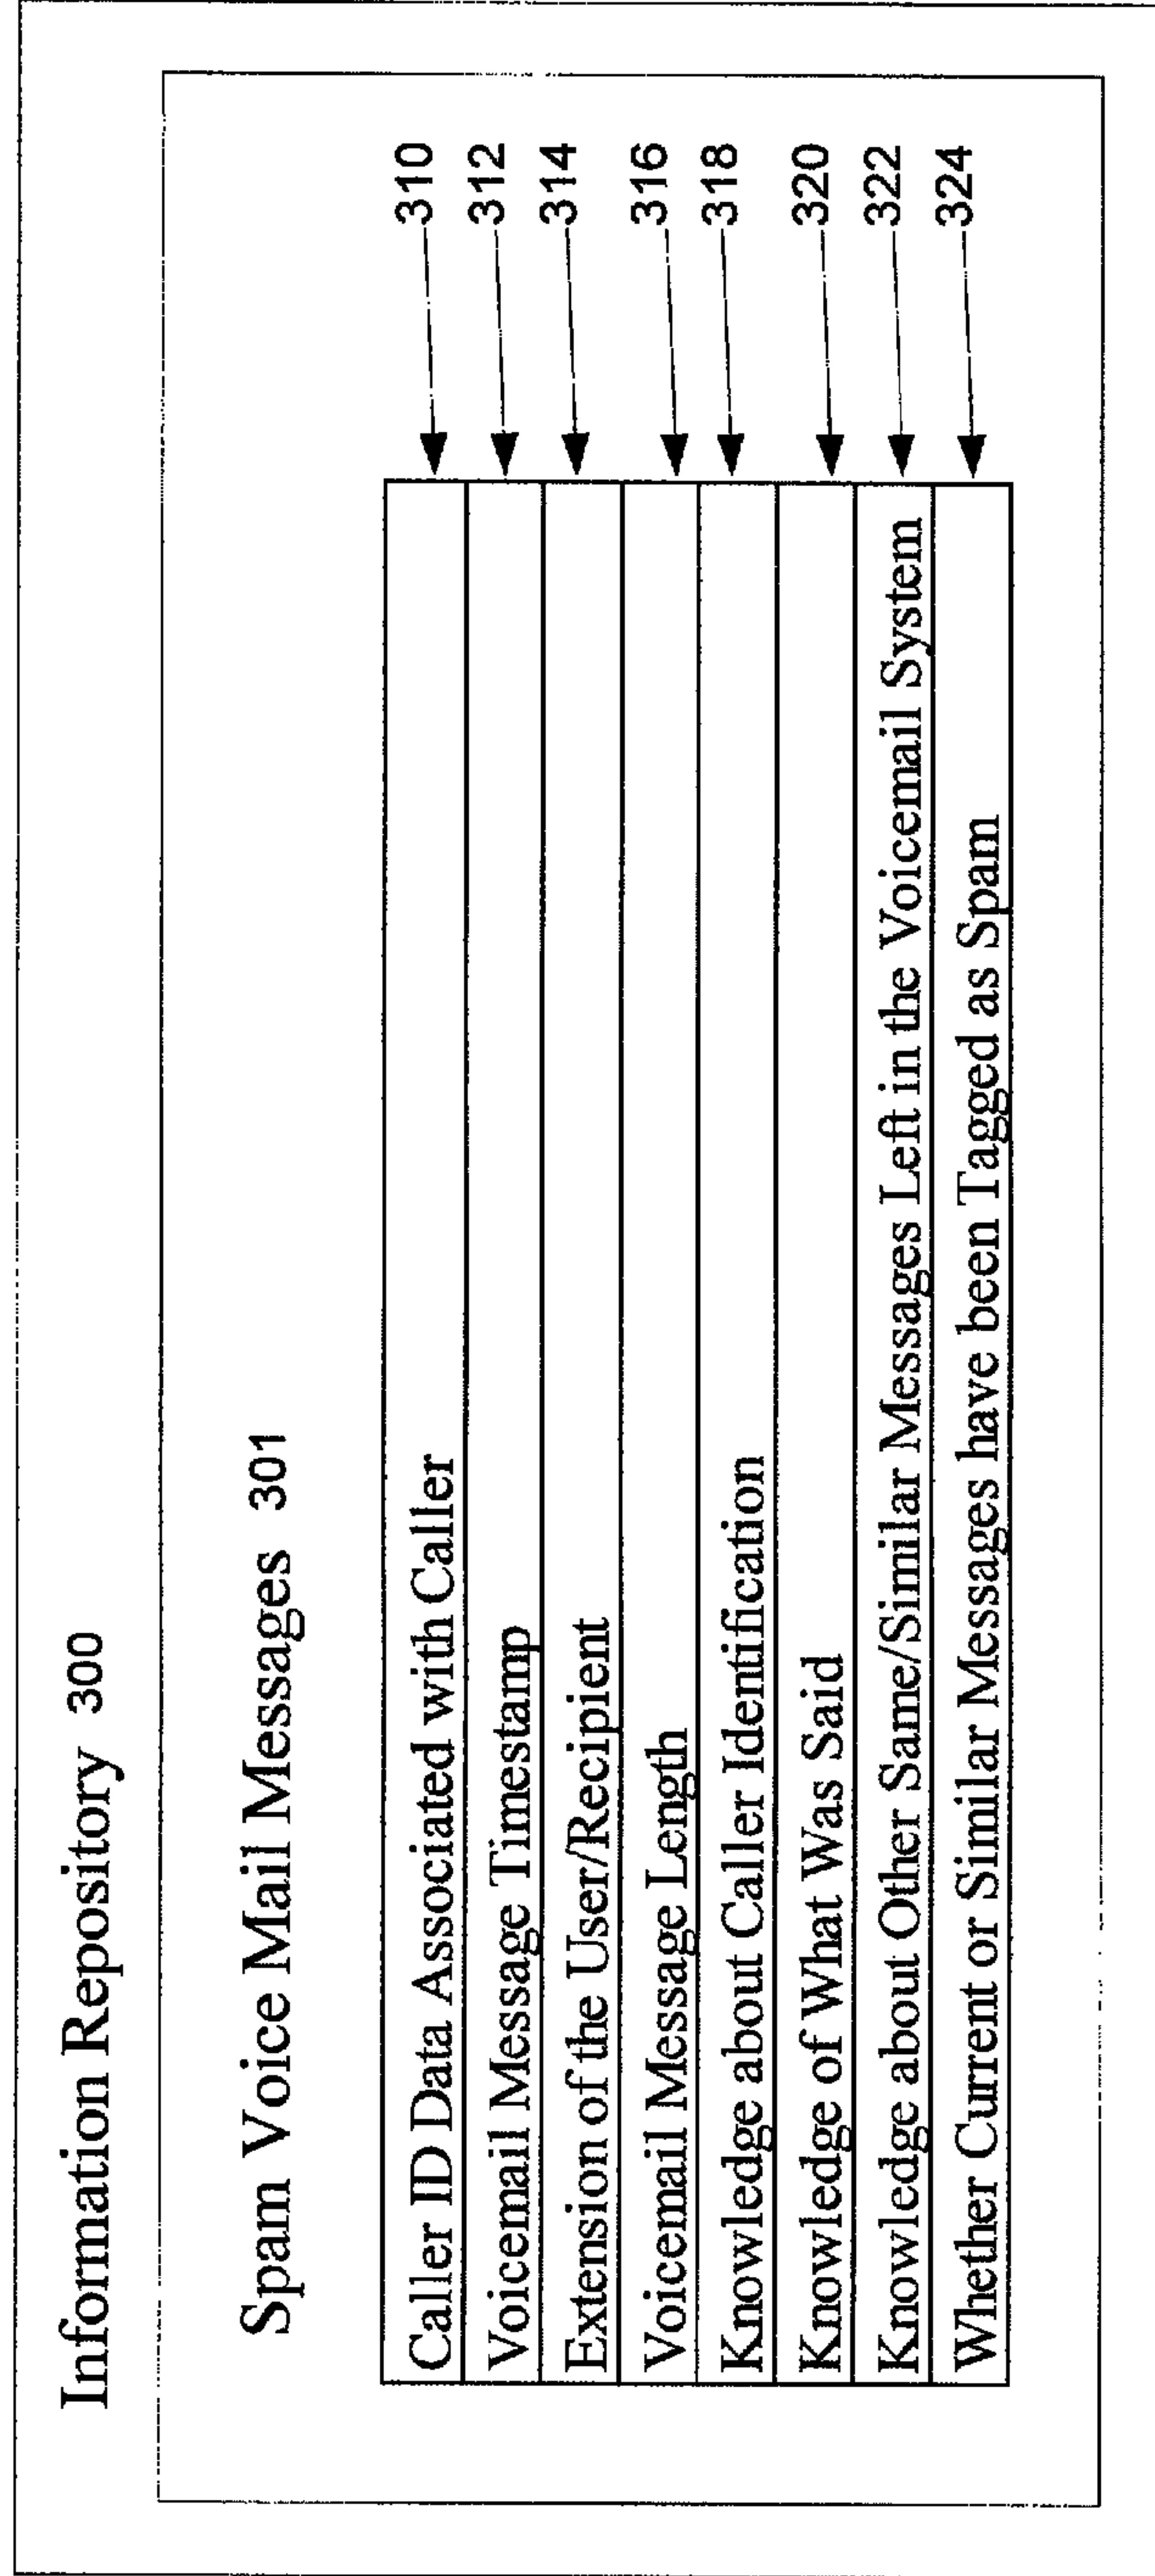 Information Repository 300
Spam Voice Mail Messages 301
Caller ID Data Associated with Caller 310
Voicemail Message Timestamp 312
Extension of the User/Recipient 314
Voicemail Message Length 316
Knowledge about Caller Identification 318
Knowledge of What Was Said 320
Knowledge about Other Same/Similar Messages Left in the Voicemail System 322
Whether Current or Similar Messages have been Tagged as Spam 324